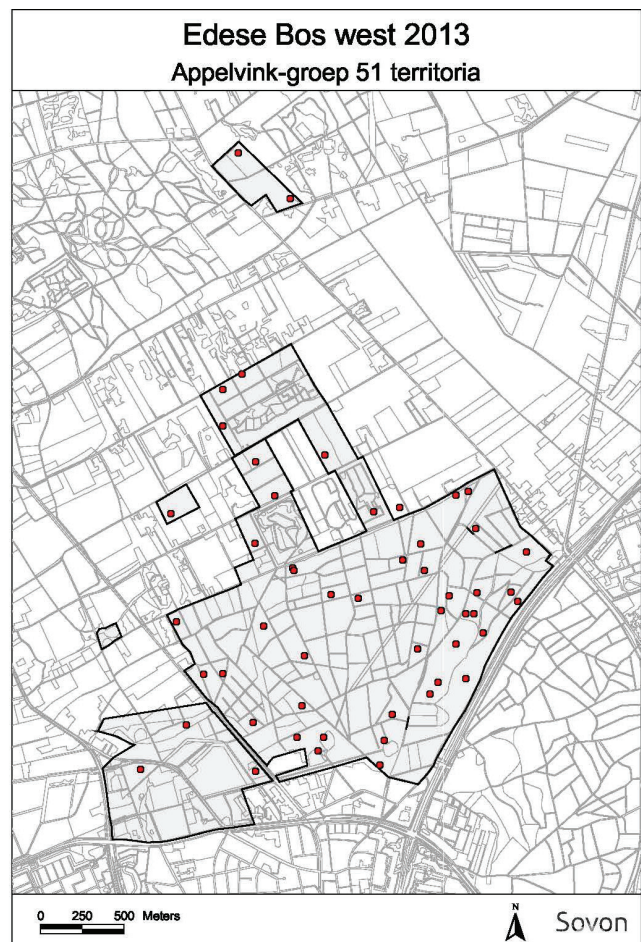 Edese Bos west 2013
Appelvink-groep 51 territoria
0 250 500 Meters
N
Sovon